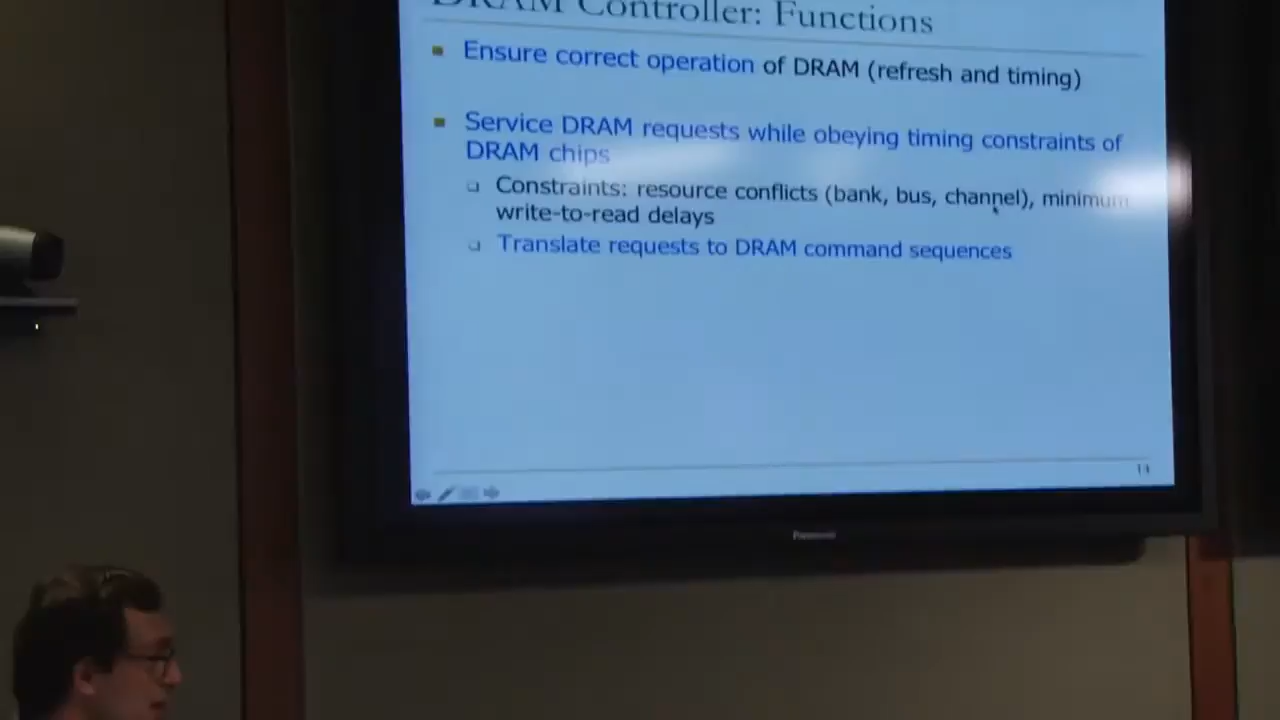 DRAM Controller: Functions
Ensure correct operation of DRAM (refresh and timing)
Service DRAM requests while obeying timing constraints of
DRAM chips
Constraints: resource conflicts (bank, bus, channel), minimum
write-to-read delays
Translate requests to DRAM command sequences
Panasonic